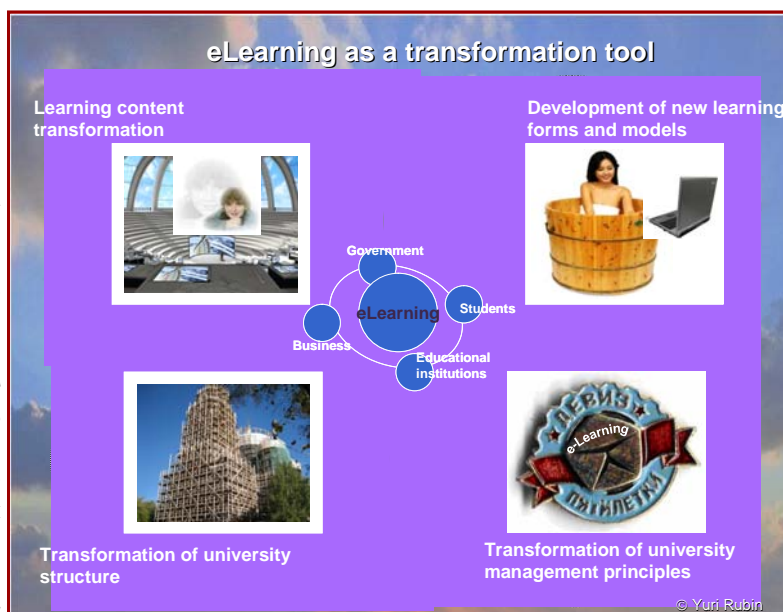 eLearning as a transformation tool
Learning content
transformation
Development of new learning
forms and models
Government
eLearning
Students
Business
Educational
institutions
ДЕВИЗ
e-Learning
ПЯТИЛЕТКИ
Transformation of university
structure
Transformation of university
management principles
© Yuri Rubin